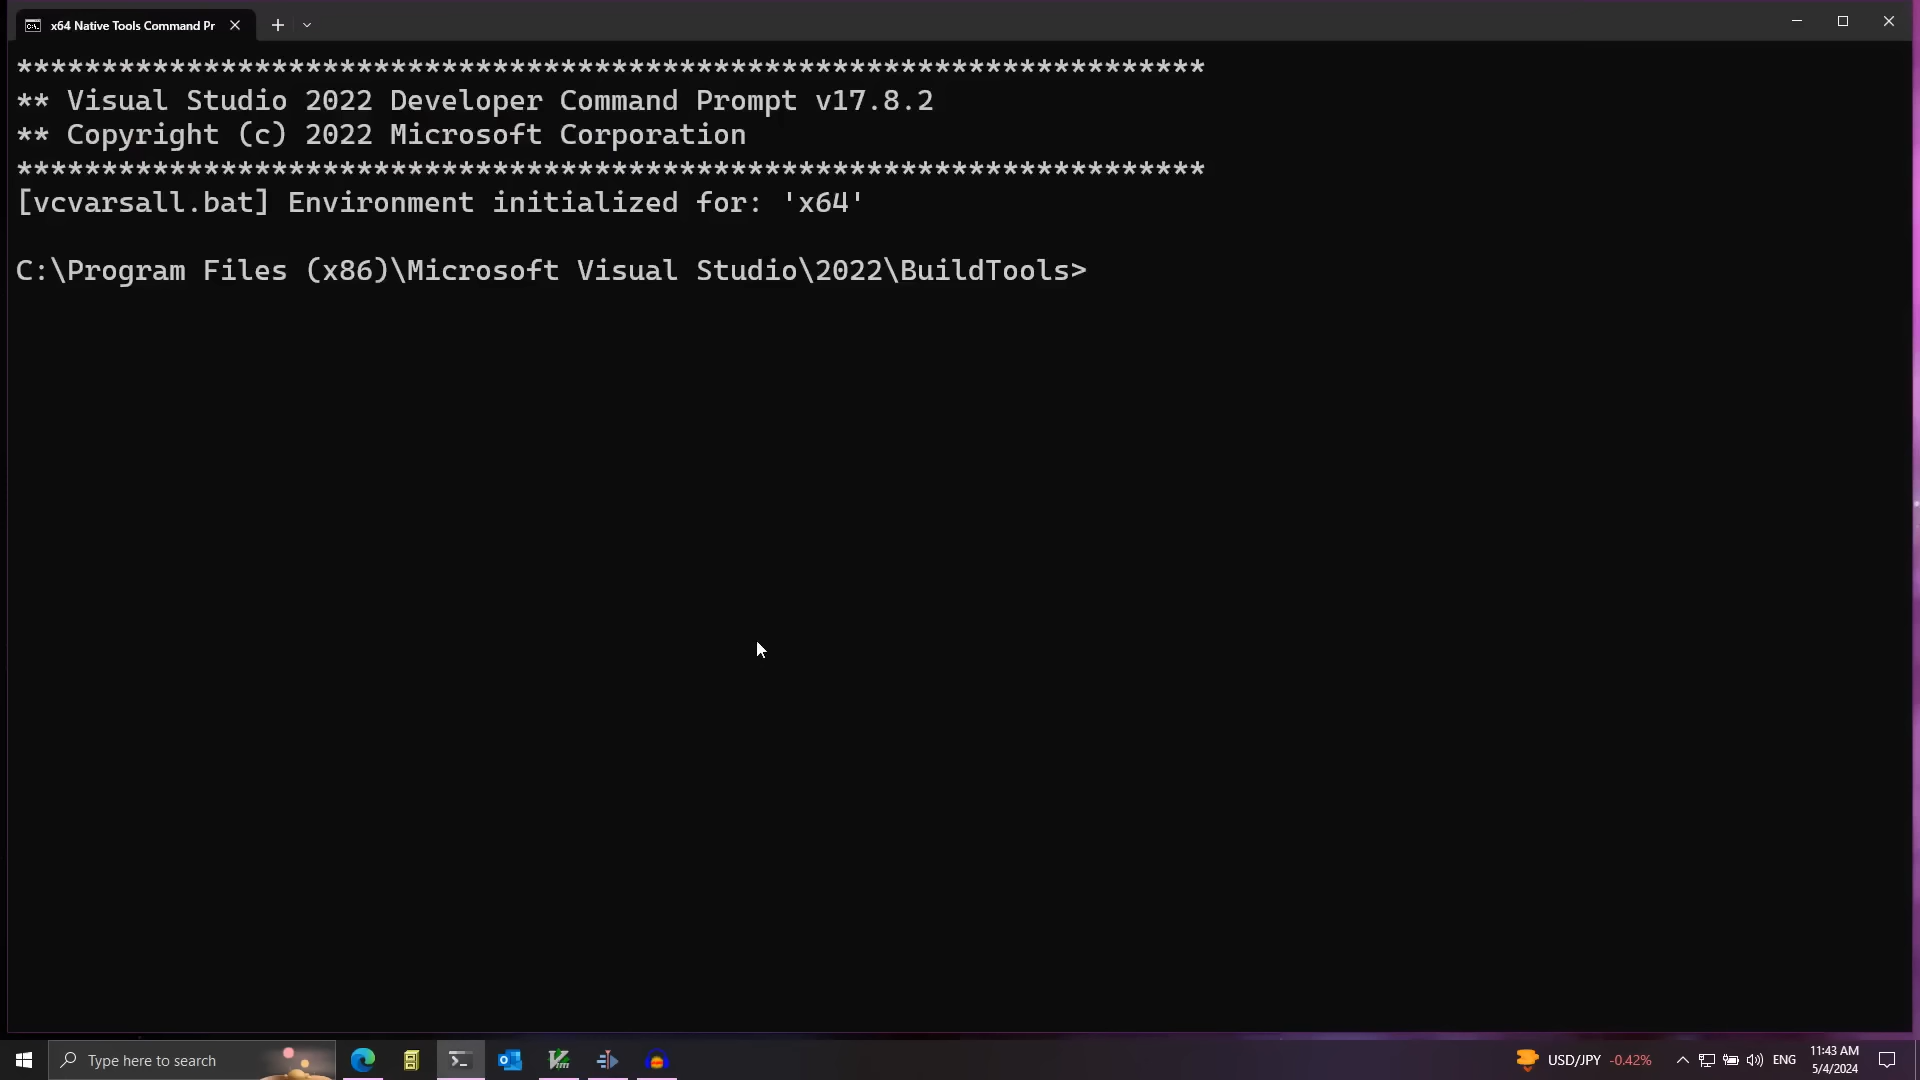 x64 Native Tools Command Pr
**********************************************************************
** Visual Studio 2022 Developer Command Prompt v17.8.2
** Copyright (c) 2022 Microsoft Corporation
**********************************************************************
[vcvarsall.bat] Environment initialized for: 'x64'
C:\Program Files (x86)\Microsoft Visual Studio\2022\BuildTools>
Type here to search
USD/JPY -0.42%
ENG
11:43 AM
5/4/2024